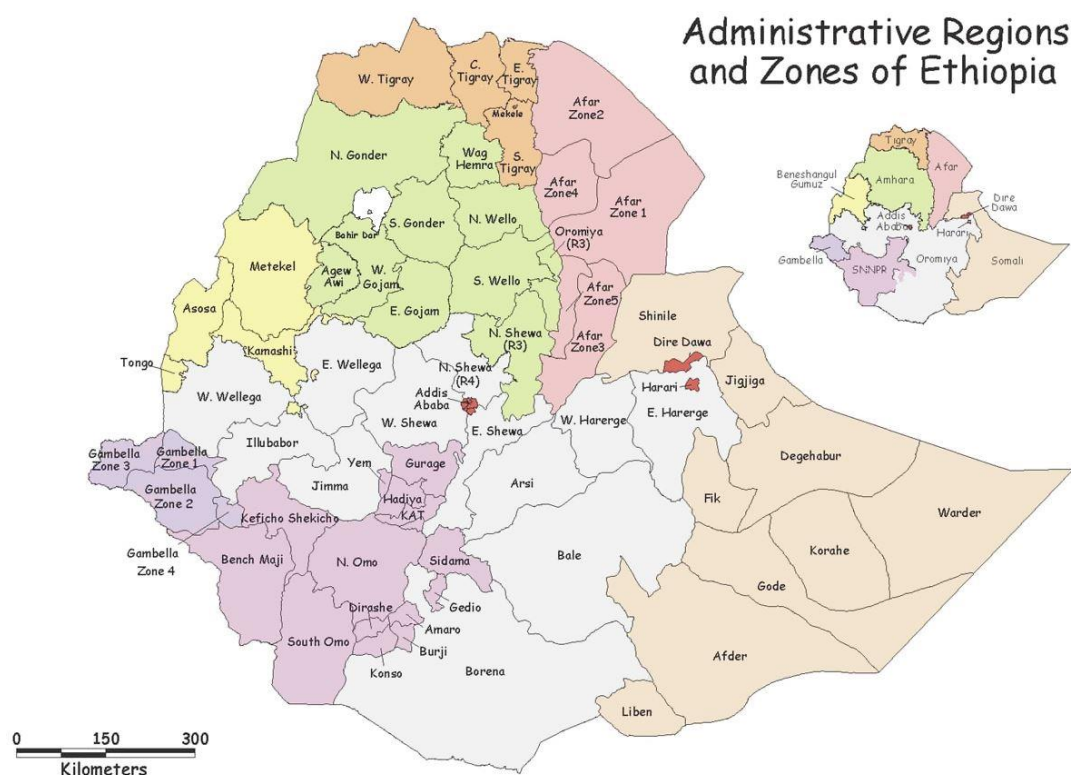 Administrative Regions
and Zones of Ethiopia
W. Tigray
C.
Tigray
E.
Tigray
Mekele
S.
Tigray
Afar
Zone2
N. Gonder
Wag
Hemra
Afar
Zone4
Afar
Zone 1
S. Gonder
N. Wello
Bahir dar
Oromiya
(R3)
Metekel
Agew
Awi
W.
Gojam
S. Wello
Afar
Zone5
E. Gojam
Asosa
N. Shewa
(R3)
Afar
Zone3
Shinile
Dire Dawa
Tongo
Kamashi
E. Wellega
N. Shewa
(R4)
Harari
Jigjiga
W. Wellega
Addis
Ababa
W. Shewa
E. Shewa
W. Harerge
E. Harerge
Illubabor
Gambella
Zone 3
Gambella
Zone 1
Yem
Gurage
Degehabur
Gambella
Zone 2
Jimma
Hadiya
KAT
Arsi
Fik
Warder
Keficho Shekicho
Gambella
Zone 4
Bench Maji
N. Omo
Sidama
Bale
Korahe
Gode
Gedio
Dirashe
Amaro
South Omo
Burji
Konso
Borena
Afder
Liben
Tigray
Afar
Beneshangul
Gumuz
Amhara
Dire
Dawa
Addis
Ababa
Harari
Gambella
SNNPR
Oromiya
Somali
0 150 300
Kilometers